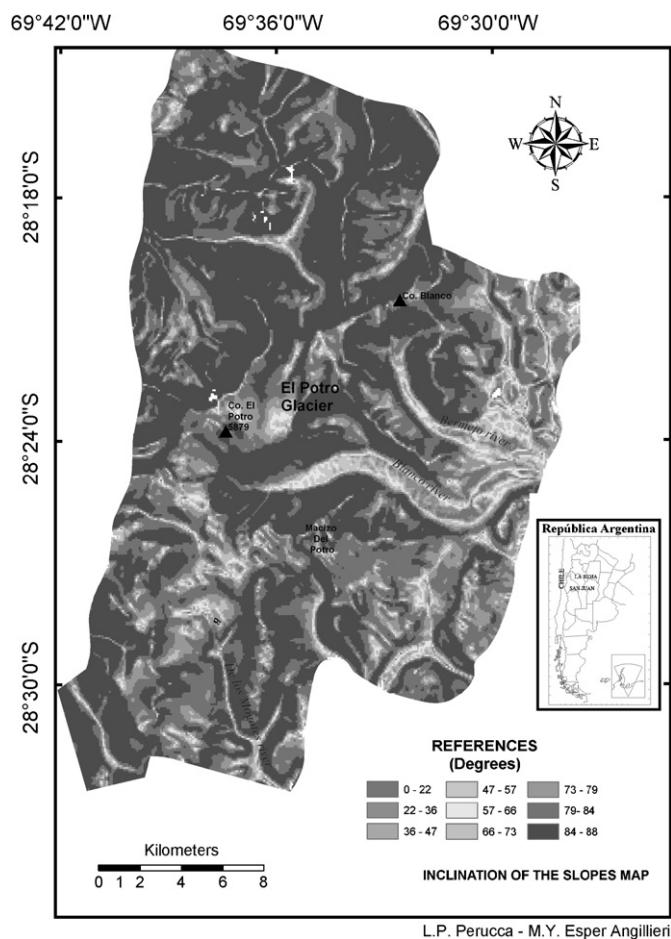 69°42'0"W 69°36'0"W 69°30'0"W
N
W E
S
28°18'0"S
Co. Blanco
El Potro
Glacier
Co. El
Potro
5879
28°24'0"S
Bermejo river
Blanco river
Macizo
Del
Potro
República Argentina
CHILE
LA RIOJA
SAN JUAN
28°30'0"S
REFERENCES
(Degrees)
0 - 22 47 - 57 73 - 79
22 - 36 57 - 66 79 - 84
36 - 47 66 - 73 84 - 88
Kilometers
0 1 2 4 6 8
INCLINATION OF THE SLOPES MAP
L.P. Perucca - M.Y. Esper Angillieri